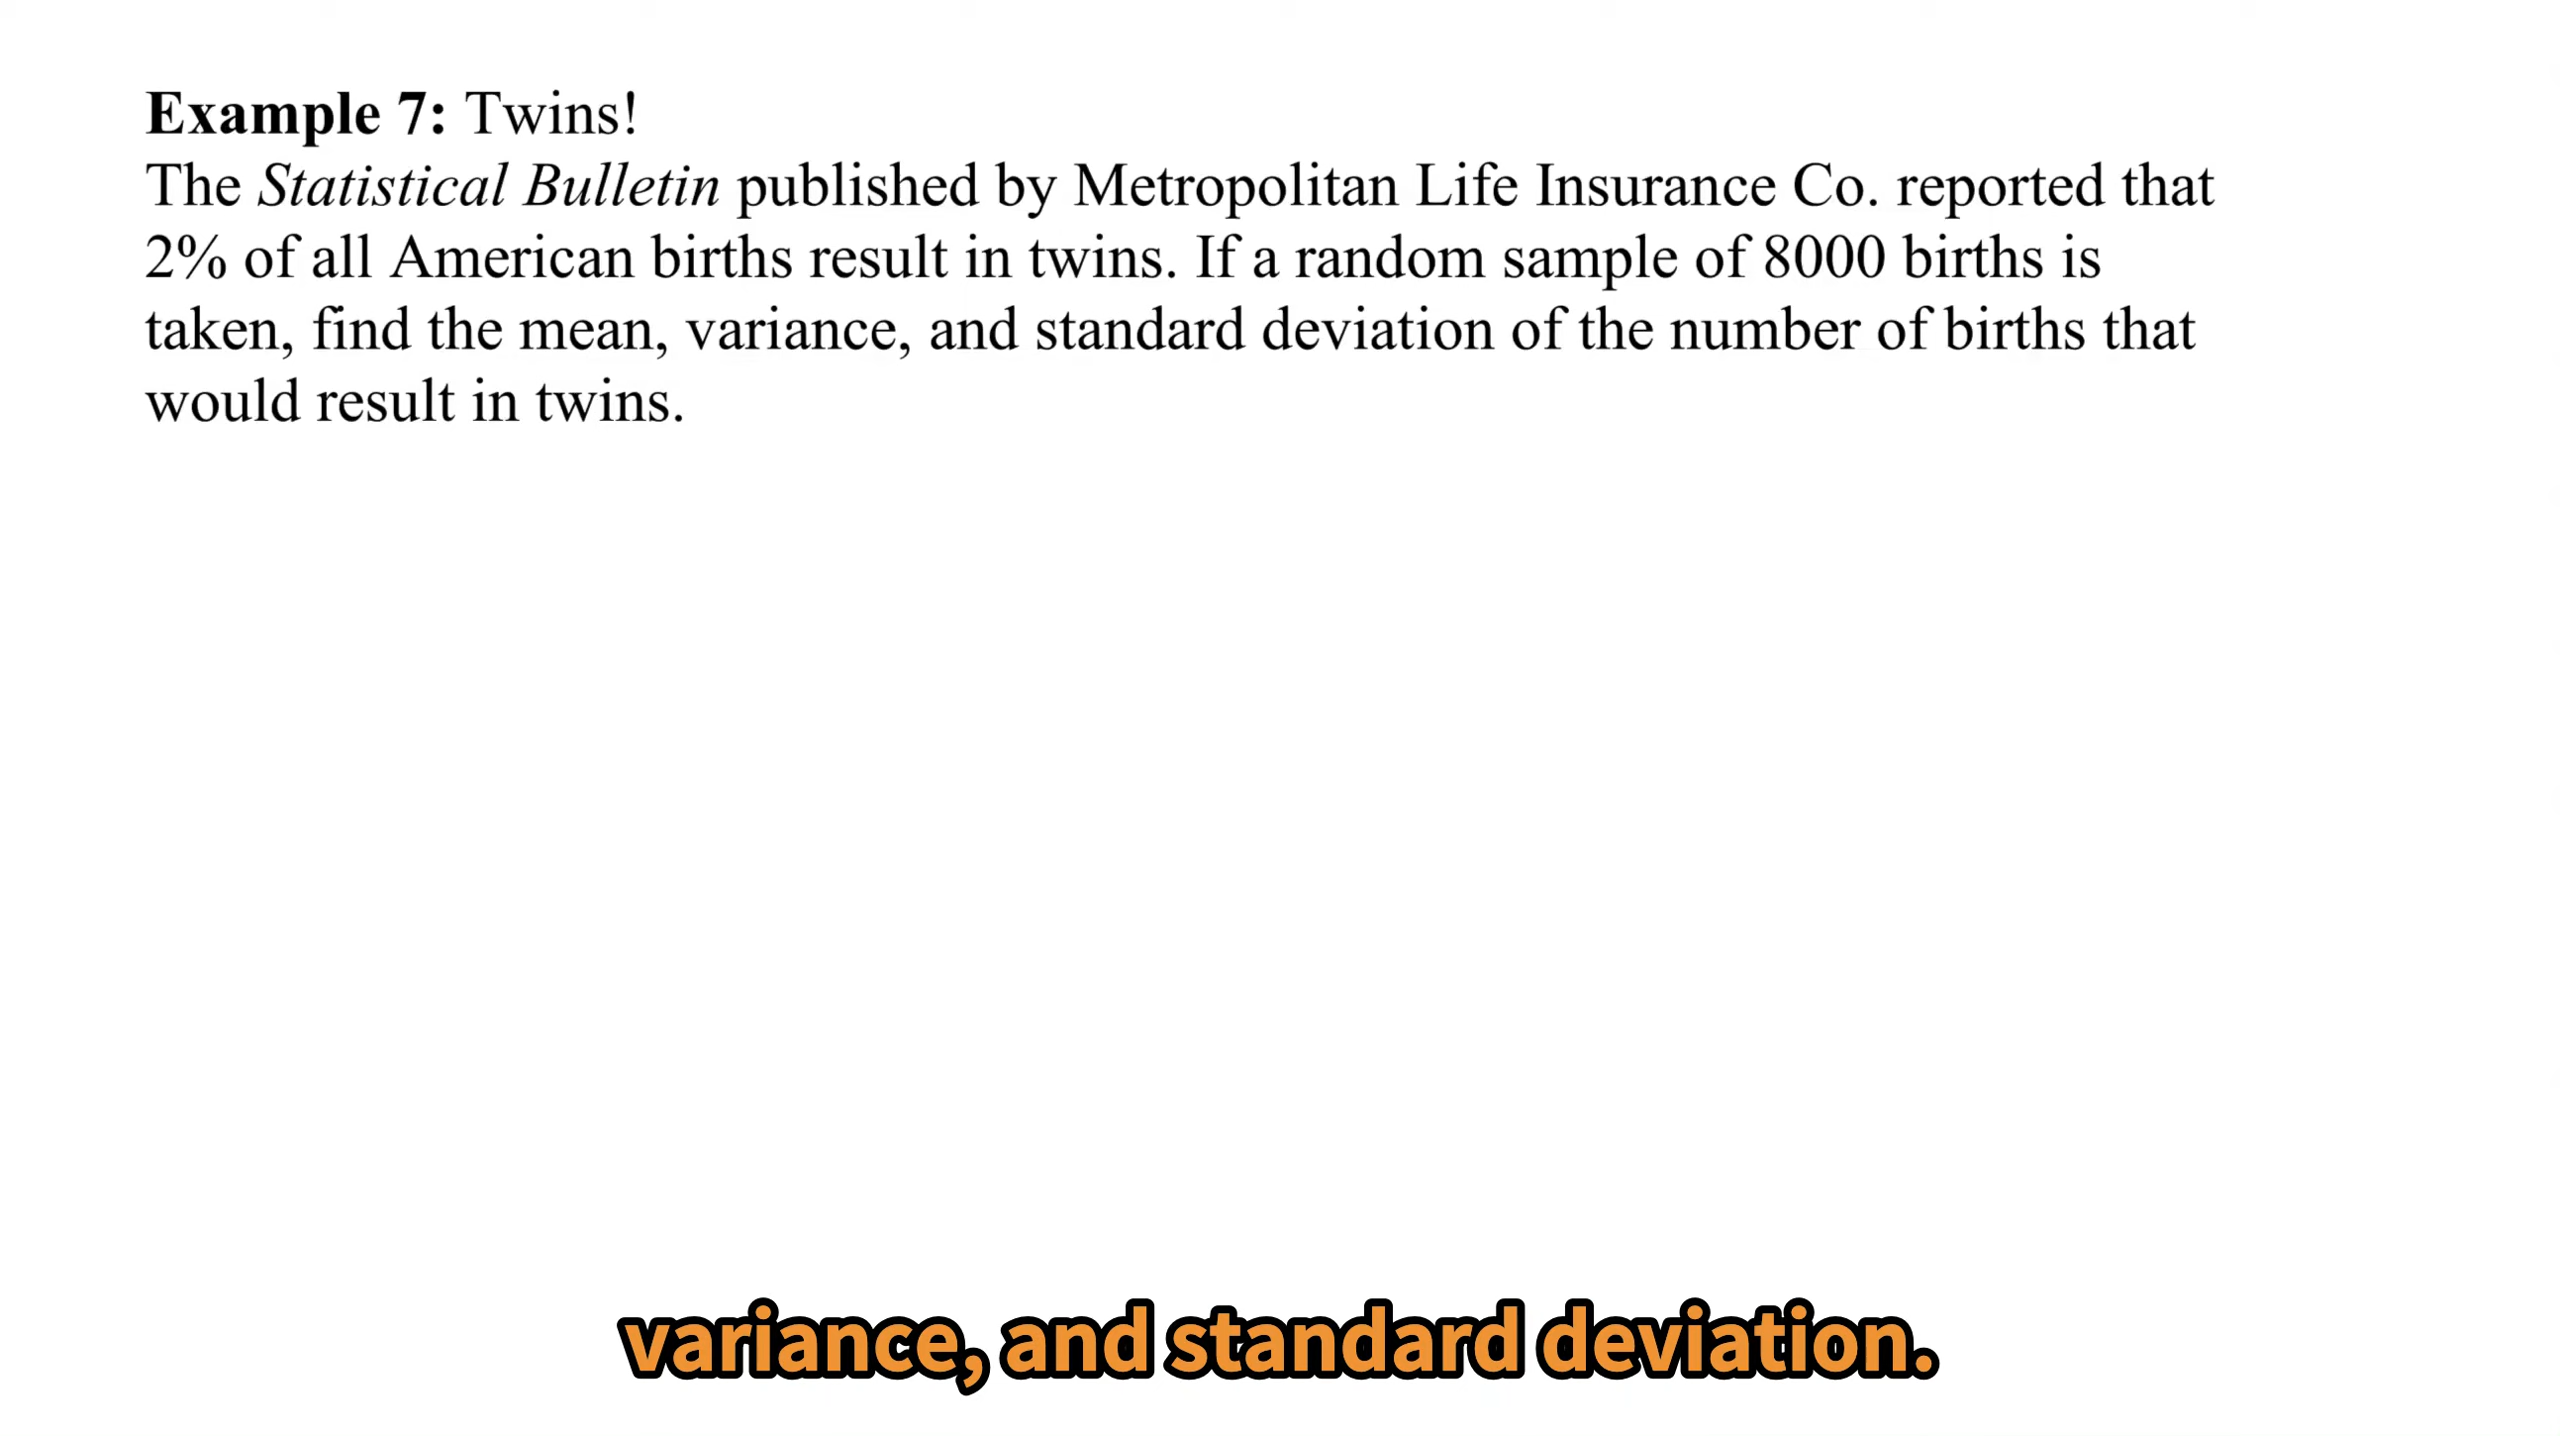 Example 7: Twins!
The Statistical Bulletin published by Metropolitan Life Insurance Co. reported that
2% of all American births result in twins. If a random sample of 8000 births is
taken, find the mean, variance, and standard deviation of the number of births that
would result in twins.
variance, and standard deviation.